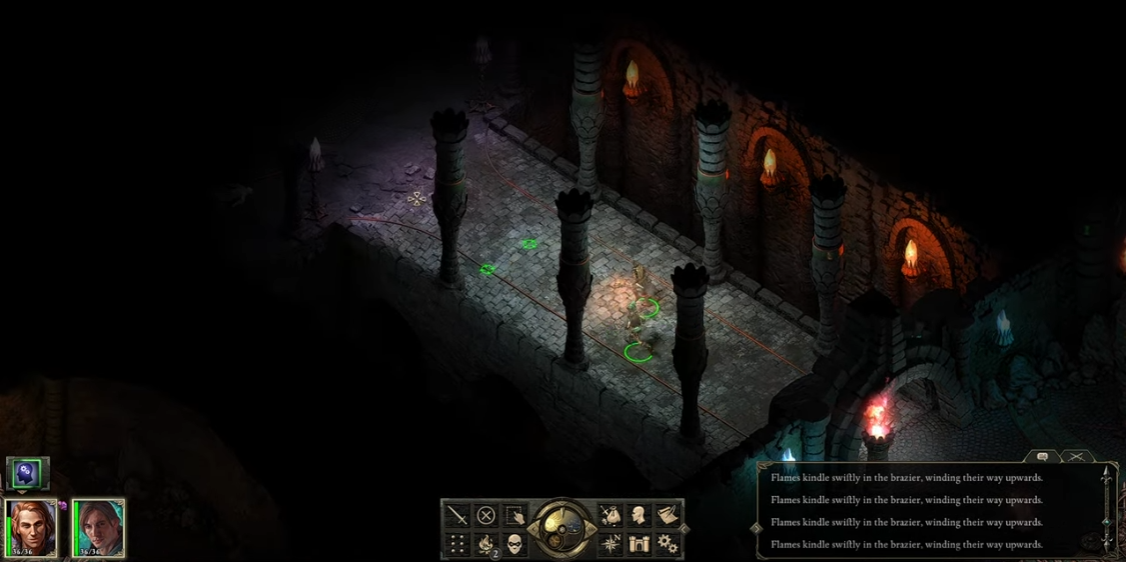 Flames kindle swiftly in the brazier, winding their way upwards.
Flames kindle swiftly in the brazier, winding their way upwards.
Flames kindle swiftly in the brazier, winding their way upwards.
Flames kindle swiftly in the brazier, winding their way upwards.
36/36 36/36
2